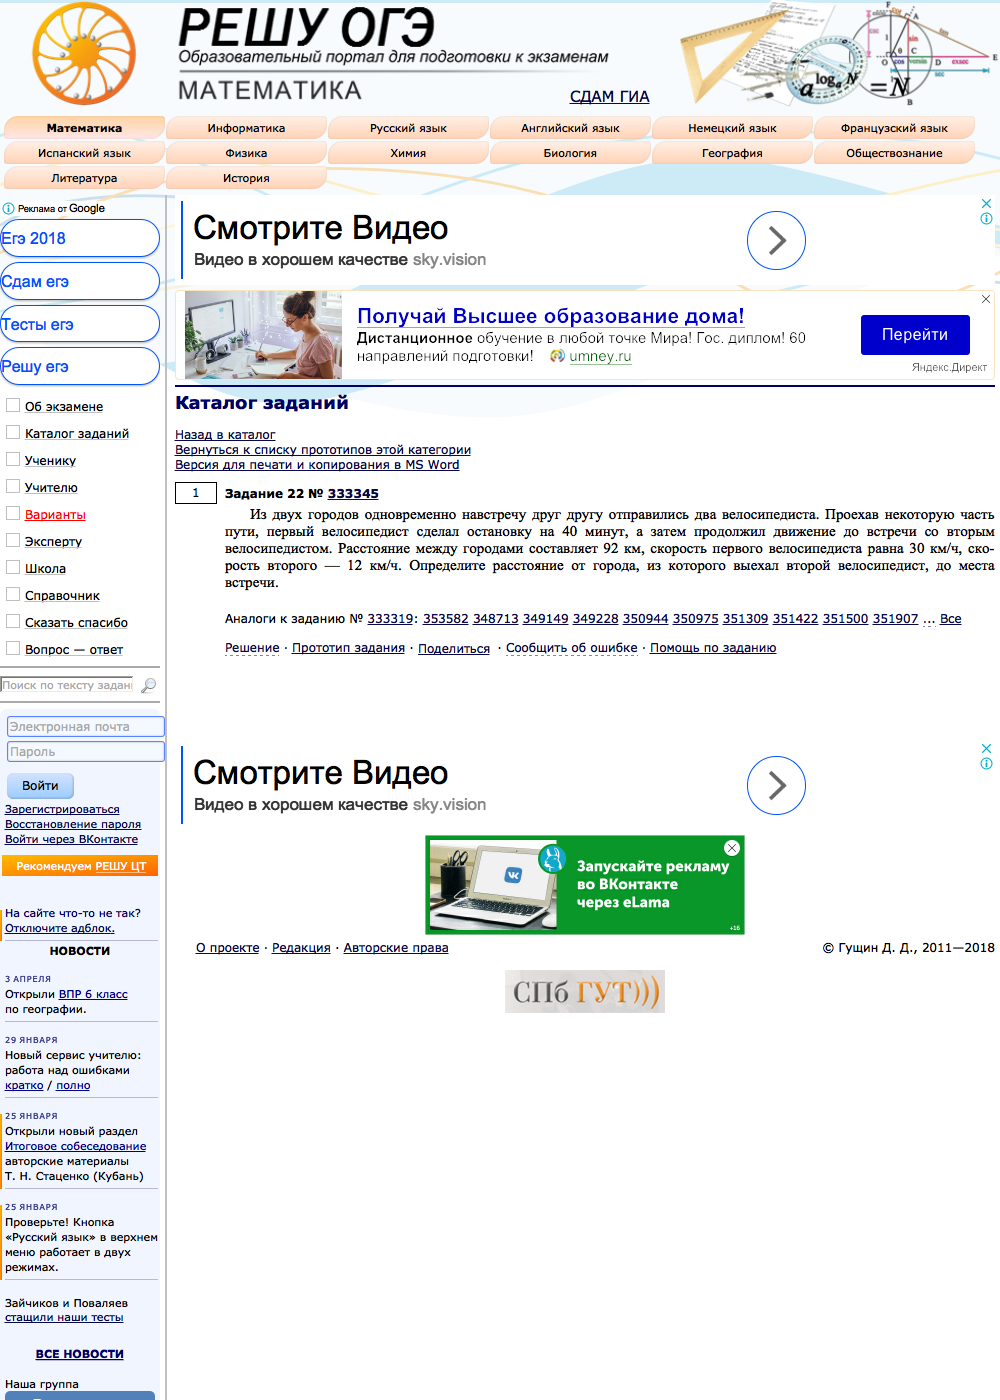 РЕШУ ОГЭ
Образовательный портал для подготовки к экзаменам
МАТЕМАТИКА
СДАМ ГИА
Математика
Информатика
Русский язык
Английский язык
Немецкий язык
Французский язык
Испанский язык
Физика
Химия
Биология
География
Обществознание
Литература
История
Реклама от Google
Егэ 2018
Сдам егэ
Тесты егэ
Решу егэ
Об экзамене
Каталог заданий
Ученику
Учителю
Варианты
Эксперту
Школа
Справочник
Сказать спасибо
Вопрос — ответ
Поиск по тексту задан
Электронная почта
Пароль
Войти
Зарегистрироваться
Восстановление пароля
Войти через ВКонтакте
Рекомендуем РЕШУ ЦТ
На сайте что-то не так?
Отключите адблок.
НОВОСТИ
3 АПРЕЛЯ
Открыли ВПР 6 класс
по географии.
29 ЯНВАРЯ
Новый сервис учителю:
работа над ошибками
кратко / полно
25 ЯНВАРЯ
Открыли новый раздел
Итоговое собеседование
авторские материалы
Т. Н. Стаценко (Кубань)
25 ЯНВАРЯ
Проверьте! Кнопка
«Русский язык» в верхнем
меню работает в двух
режимах.
Зайчиков и Поваляев
стащили наши тесты
ВСЕ НОВОСТИ
Наша группа
Смотрите Видео
Видео в хорошем качестве sky.vision
Получай Высшее образование дома!
Дистанционное обучение в любой точке Мира! Гос. диплом! 60
направлений подготовки! umney.ru
Перейти
Яндекс.Директ
Каталог заданий
Назад в каталог
Вернуться к списку прототипов этой категории
Версия для печати и копирования в MS Word
1
Задание 22 № 333345
Из двух городов одновременно навстречу друг другу отправились два велосипедиста. Проехав некоторую часть
пути, первый велосипедист сделал остановку на 40 минут, а затем продолжил движение до встречи со вторым
велосипедистом. Расстояние между городами составляет 92 км, скорость первого велосипедиста равна 30 км/ч, ско-
рость второго — 12 км/ч. Определите расстояние от города, из которого выехал второй велосипедист, до места
встречи.
Аналоги к заданию № 333319: 353582 348713 349149 349228 350944 350975 351309 351422 351500 351907 ... Все
Решение · Прототип задания · Поделиться · Сообщить об ошибке · Помощь по заданию
Смотрите Видео
Видео в хорошем качестве sky.vision
Запускайте рекламу
во ВКонтакте
через eLama
+16
О проекте · Редакция · Авторские права
© Гущин Д. Д., 2011—2018
СПб ГУТ)))